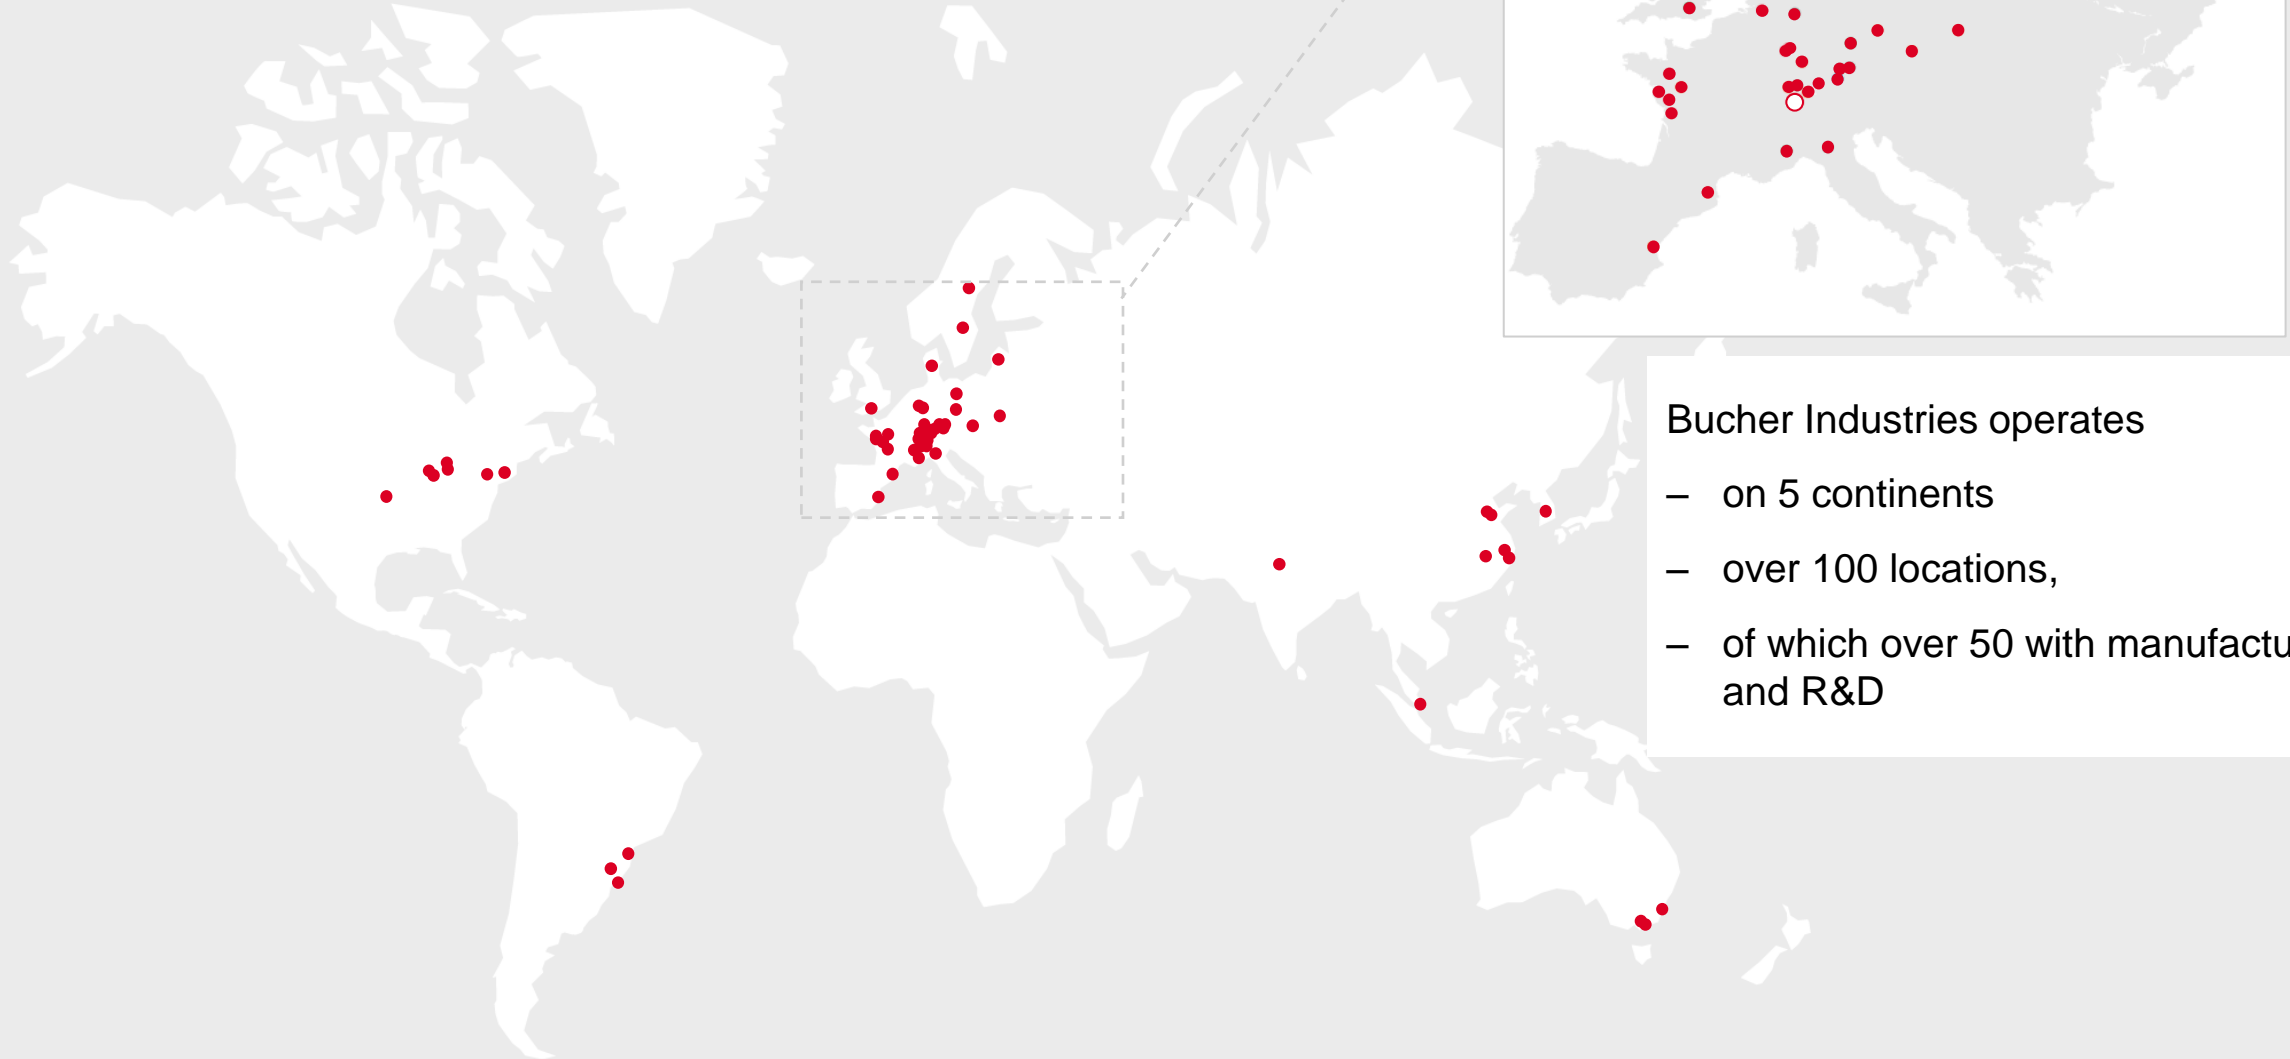 Bucher Industries operates
– on 5 continents
– over 100 locations,
– of which over 50 with
and R&D